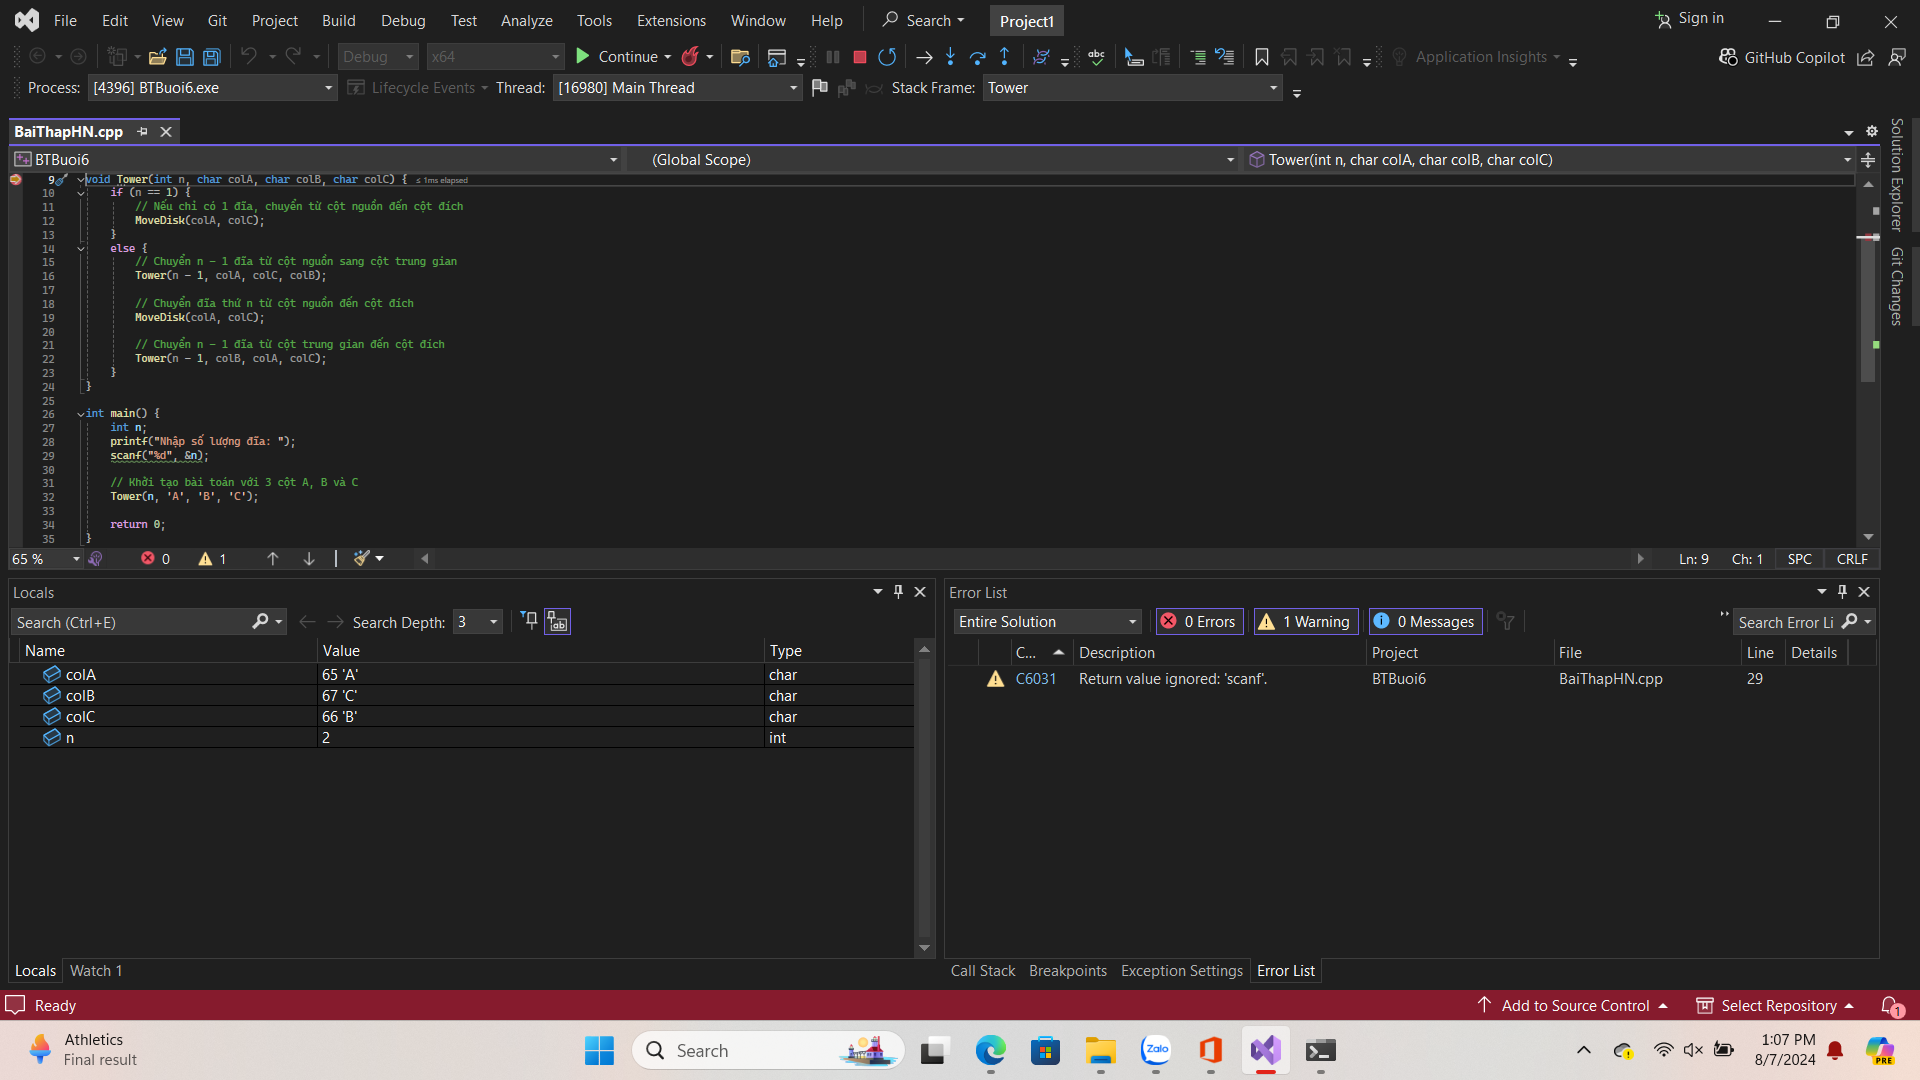 File Edit View Git Project Build Debug Test Analyze Tools Extensions Window Help Search Project1 Sign in
Debug x64 Continue Application Insights GitHub Copilot
Process: [4396] BTBuoi6.exe Lifecycle Events Thread: [16980] Main Thread Stack Frame: Tower
BaiThapHN.cpp
BTBuoi6 (Global Scope) Tower(int n, char colA, char colB, char colC)
9 void Tower(int n, char colA, char colB, char colC) { ≤ 1ms elapsed
10 if (n == 1) {
11 // Nếu chỉ có 1 đĩa, chuyển từ cột nguồn đến cột đích
12 MoveDisk(colA, colC);
13 }
14 else {
15 // Chuyển n - 1 đĩa từ cột nguồn sang cột trung gian
16 Tower(n - 1, colA, colC, colB);
17
18 // Chuyển đĩa thứ n từ cột nguồn đến cột đích
19 MoveDisk(colA, colC);
20
21 // Chuyển n - 1 đĩa từ cột trung gian đến cột đích
22 Tower(n - 1, colB, colA, colC);
23 }
24 }
25
26 int main() {
27 int n;
28 printf("Nhập số lượng đĩa: ");
29 scanf("%d", &n);
30
31 // Khởi tạo bài toán với 3 cột A, B và C
32 Tower(n, 'A', 'B', 'C');
33
34 return 0;
35 }
65 % 0 1 Ln: 9 Ch: 1 SPC CRLF
Solution Explorer
Git Changes
Locals
Search (Ctrl+E) Search Depth: 3
Name Value Type
colA 65 'A' char
colB 67 'C' char
colC 66 'B' char
n 2 int
Locals Watch 1
Error List
Entire Solution 0 Errors 1 Warning 0 Messages Search Error Li
C... Description Project File Line Details
C6031 Return value ignored: 'scanf'. BTBuoi6 BaiThapHN.cpp 29
Call Stack Breakpoints Exception Settings Error List
Ready Add to Source Control Select Repository 1
Athletics
Final result
Search
Zalo
1:07 PM
8/7/2024
PRE